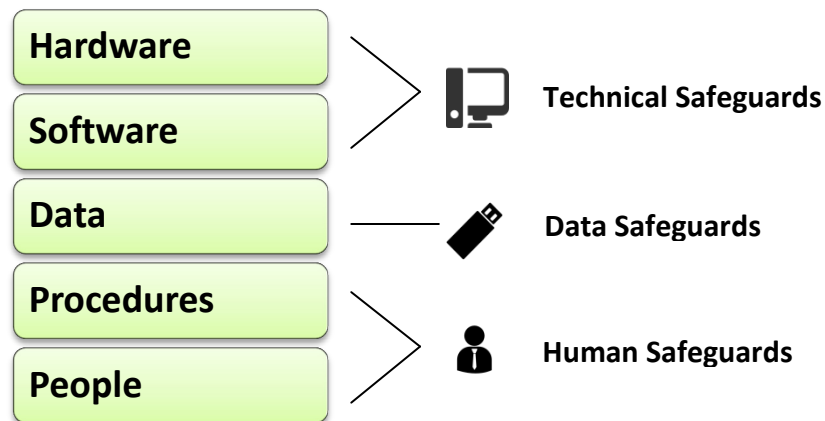 Hardware
Software
Technical Safeguards
Data
Data Safeguards
Procedures
People
Human Safeguards